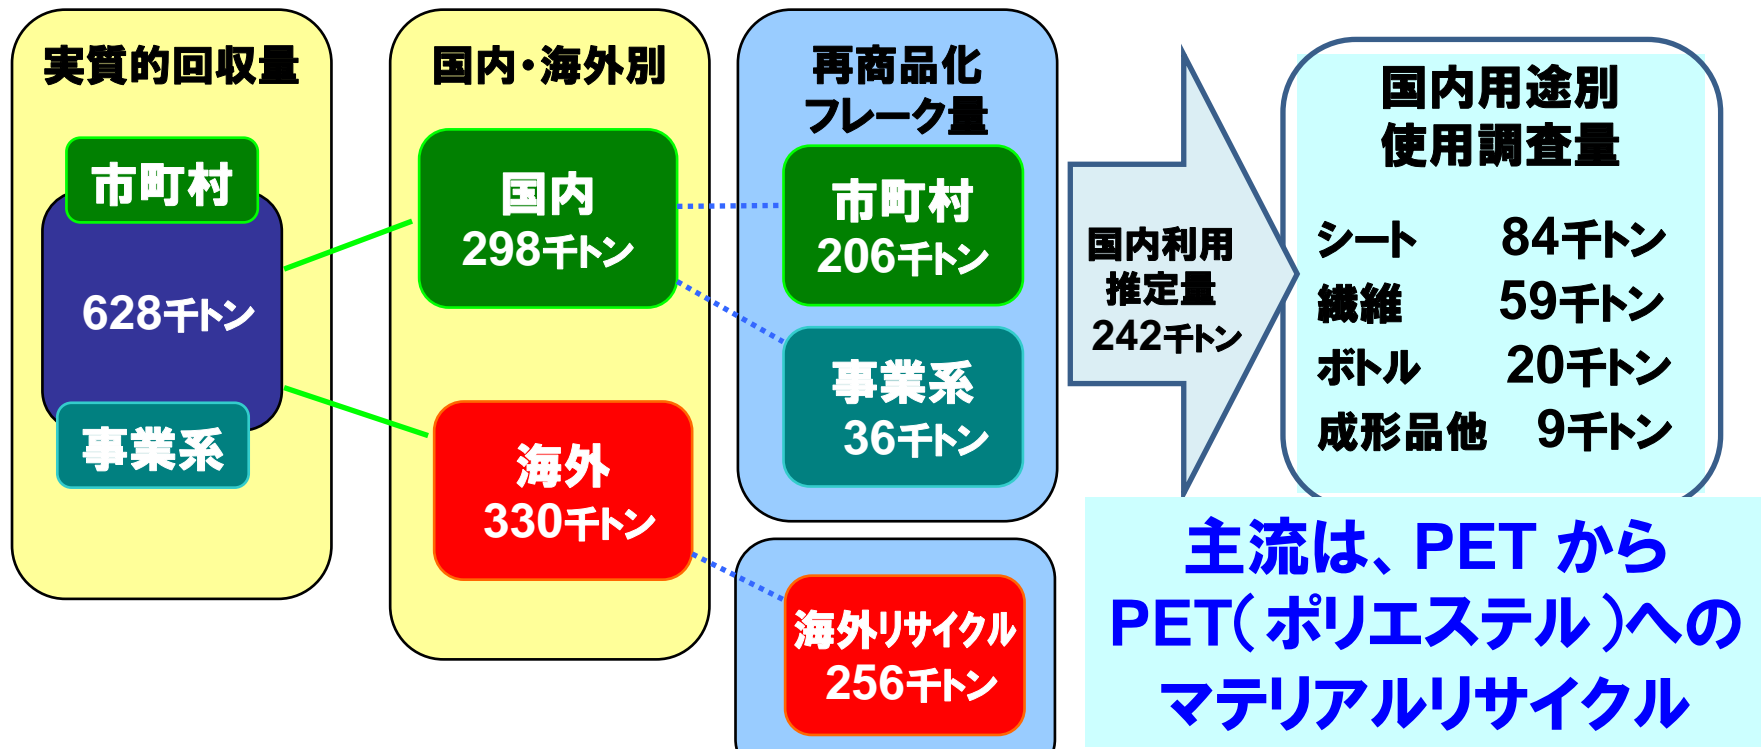 実質的回収量
市町村
628千トン
事業系
国内・海外別
国内
298千トン
海外
330千トン
再商品化
フレーク量
市町村
206千トン
事業系
36千トン
海外リサイクル
256千トン
国内利用
推定量
242千トン
国内用途別
使用調査量
シート 84千トン
繊維 59千トン
ボトル 20千トン
成形品他 9千トン
主流は、PET から
PET(ポリエステル)への
マテリアルリサイクル